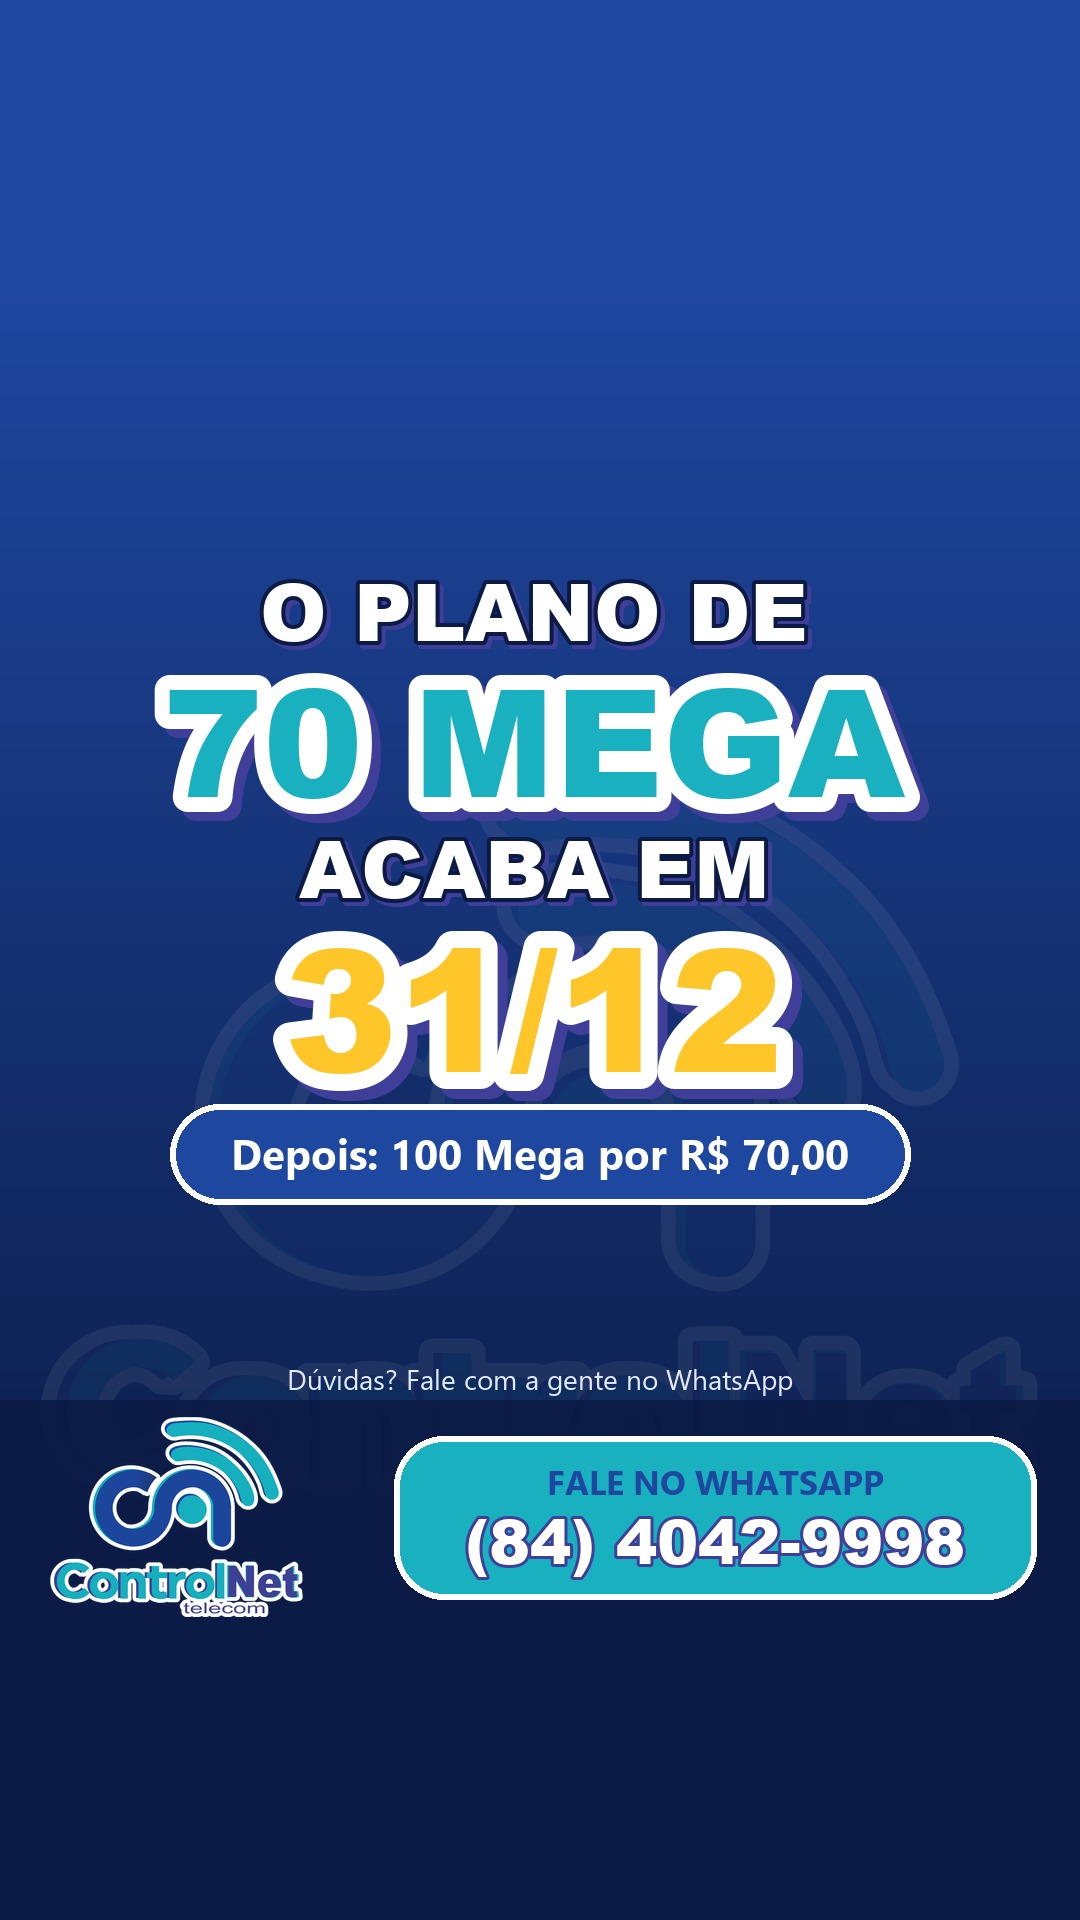 O PLANO DE
70 MEGA
ACABA EM
31/12
Depois: 100 Mega por R$ 70,00
Dúvidas? Fale com a gente no WhatsApp
FALE NO WHATSAPP
(84) 4042-9998
ControlNet
telecom
ControlNet